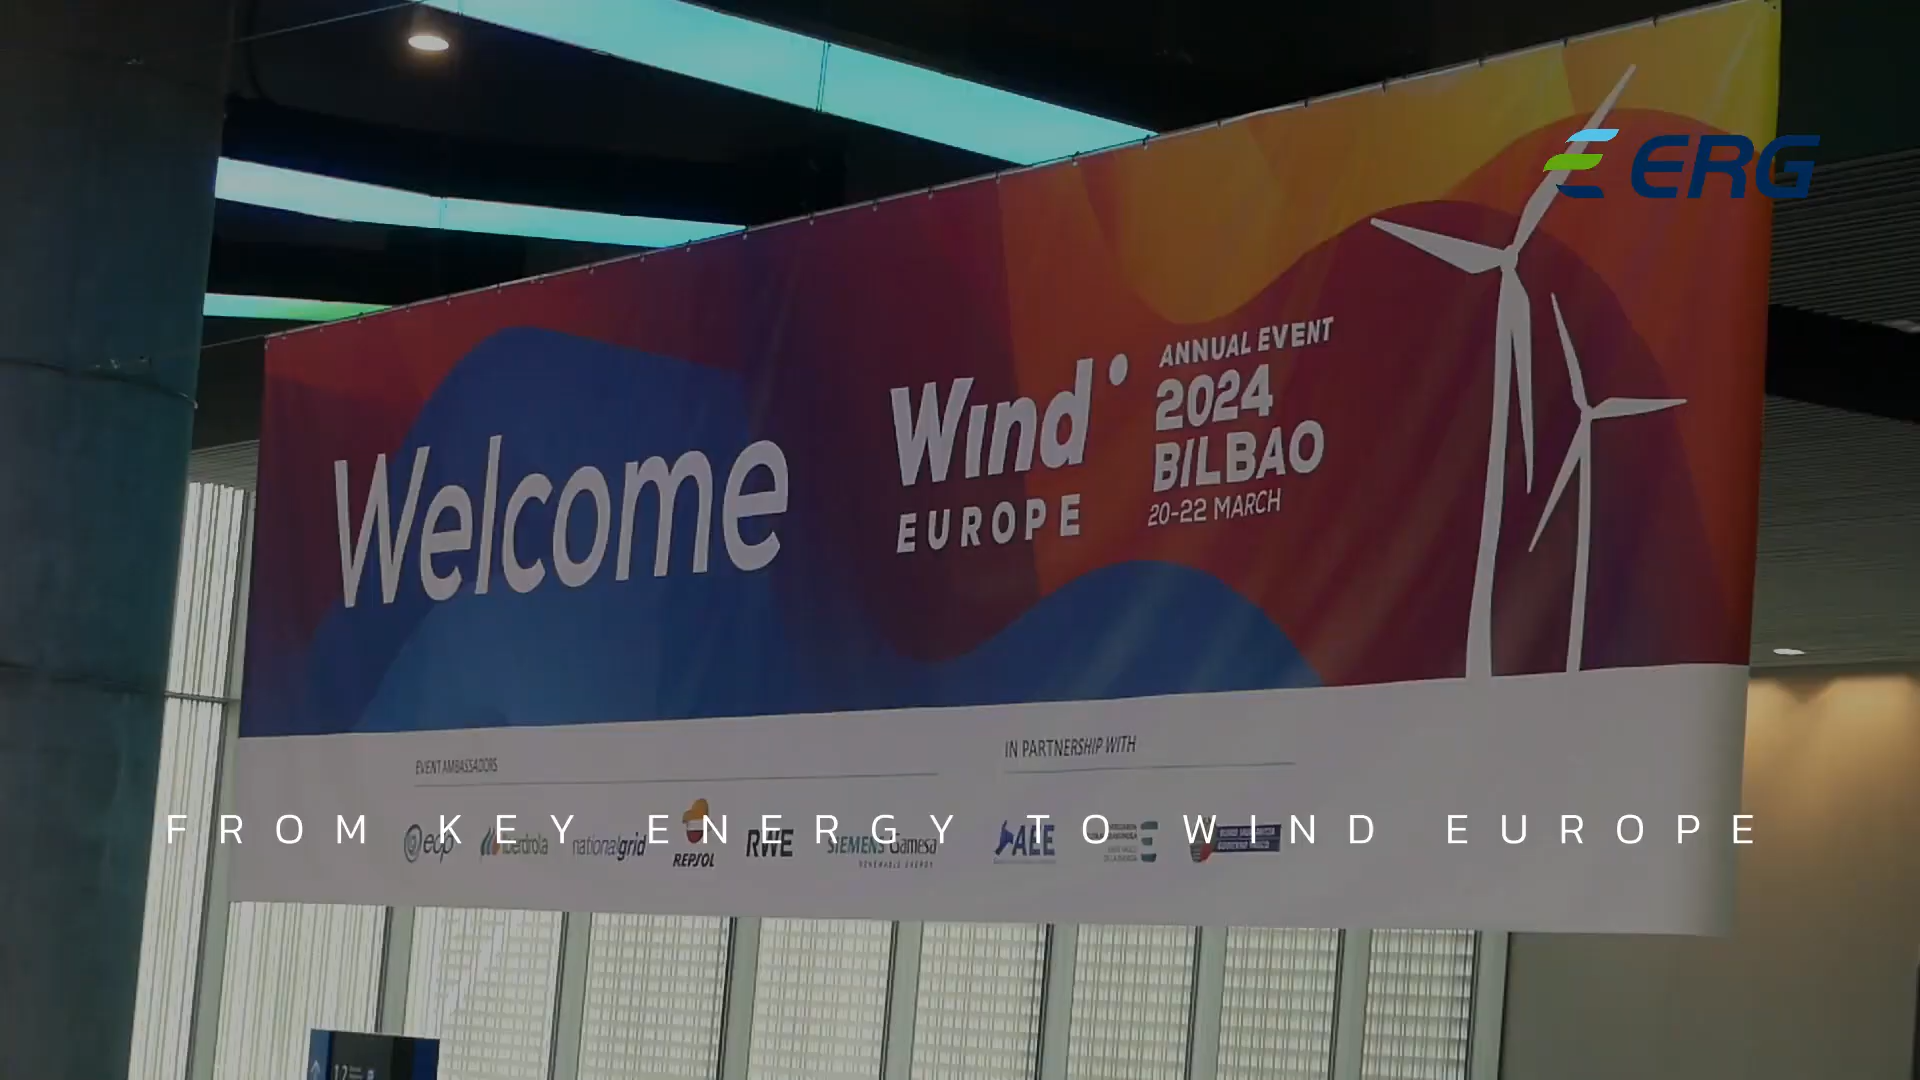 ERG
Welcome
Wind
EUROPE
ANNUAL EVENT
2024
BILBAO
20-22 MARCH
EVENT AMBASSADORS
IN PARTNERSHIP WITH
FROM KEY ENERGY TO WIND EUROPE
edp
Iberdrola
nationalgrid
REPSOL
RWE
SIEMENS Gamesa
RENEWABLE ENERGY
AEE
12